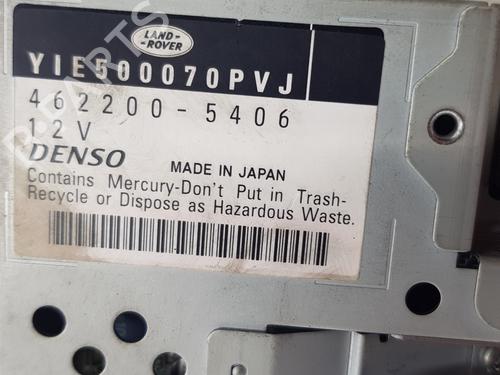 LAND-
ROVER
YIE500070PVJ
462200-5406
12V
DENSO
MADE IN JAPAN
Contains Mercury-Don't Put in Trash-
Recycle or Dispose as Hazardous Waste.